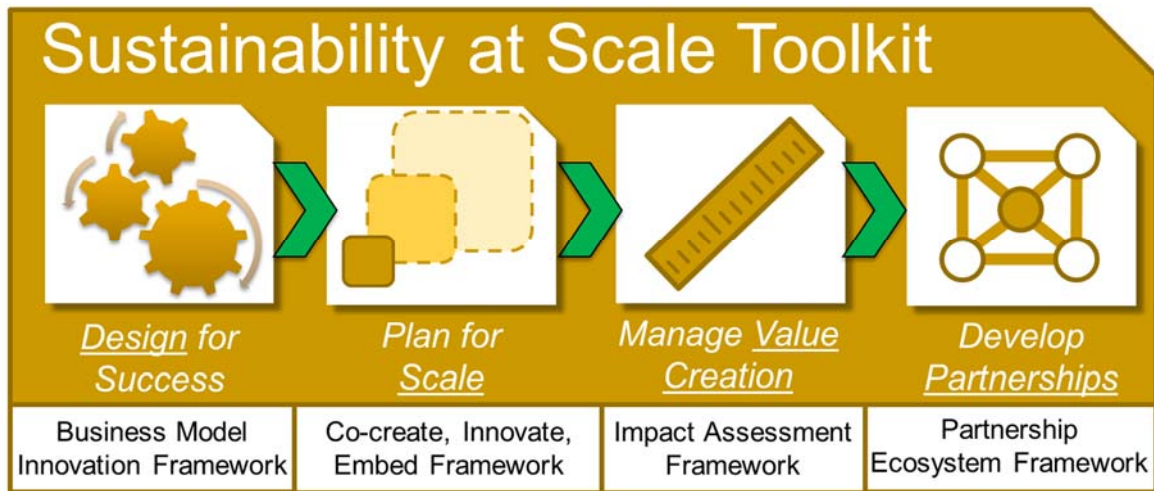 Sustainability at Scale Toolkit
Design for
Success
Plan for
Scale
Manage Value
Creation
Develop
Partnerships
Business Model
Innovation Framework
Co-create, Innovate,
Embed Framework
Impact Assessment
Framework
Partnership
Ecosystem Framework